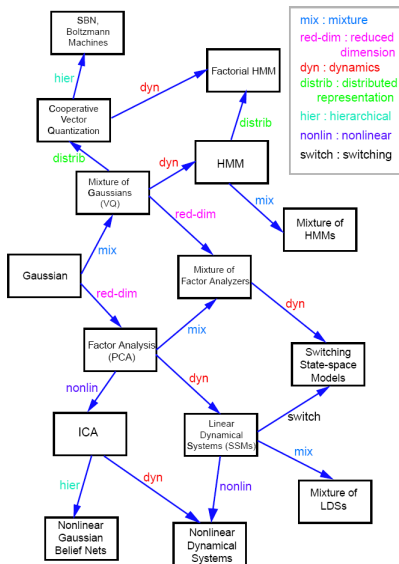 SBN,
Boltzmann
Machines
mix : mixture
red-dim : reduced
dimension
dyn : dynamics
distrib : distributed
representation
hier : hierarchical
nonlin : nonlinear
switch : switching
Factorial HMM
hier
dyn
Cooperative
Vector
Quantization
distrib
distrib
dyn
HMM
Mixture of
Gaussians
(VQ)
red-dim
mix
Mixture of
HMMs
mix
Gaussian
Mixture of
Factor Analyzers
red-dim
dyn
mix
Factor Analysis
(PCA)
Switching
State-space
Models
nonlin
dyn
switch
ICA
Linear
Dynamical
Systems (SSMs)
mix
hier
dyn
nonlin
Mixture of
LDSs
Nonlinear
Gaussian
Belief Nets
Nonlinear
Dynamical
Systems